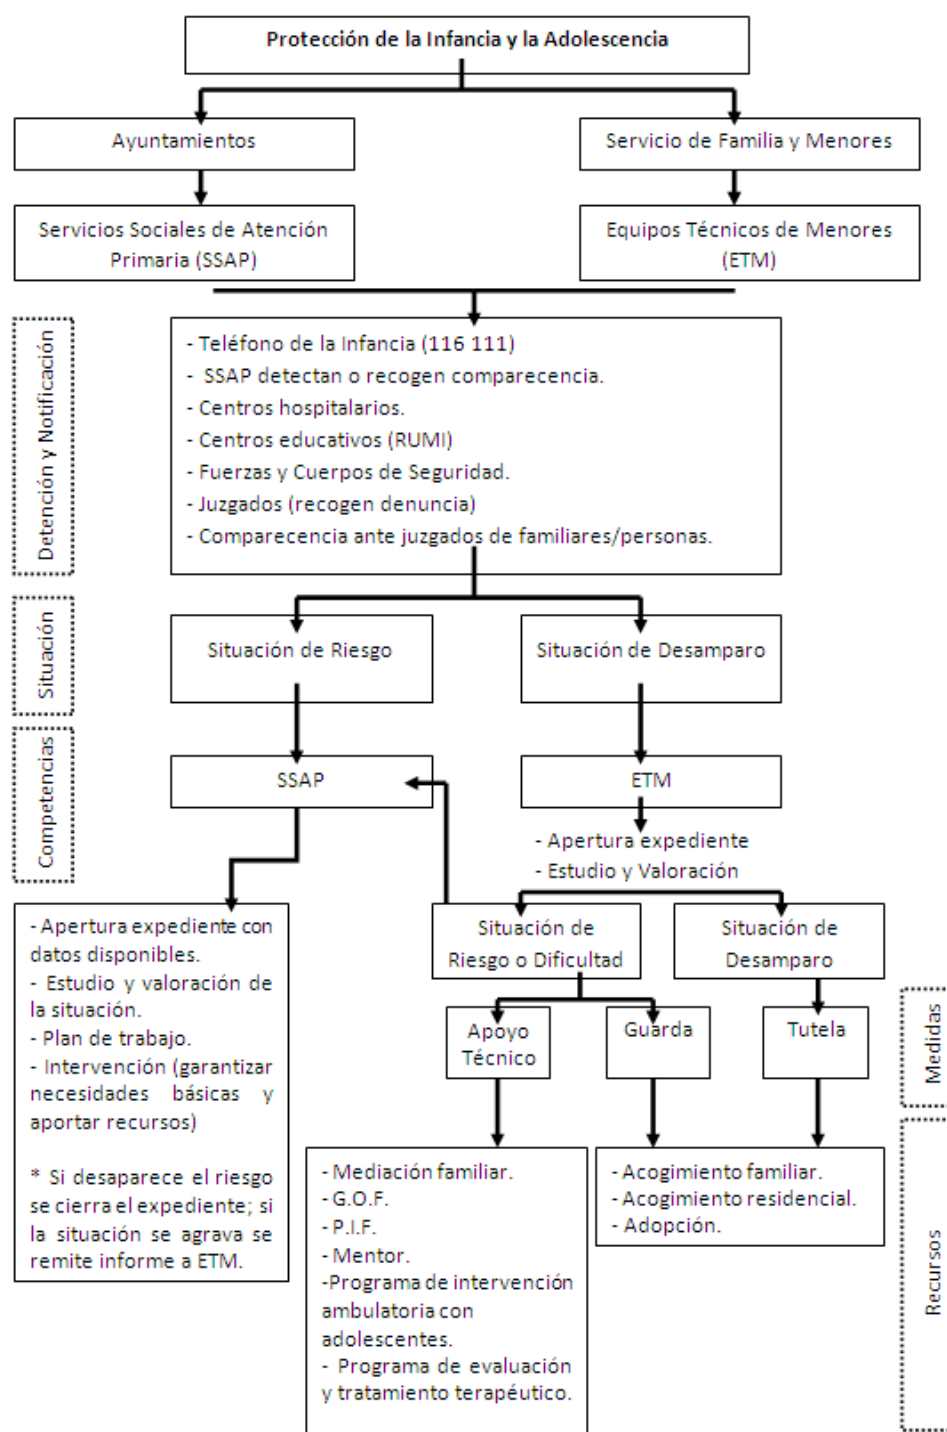 Protección de la Infancia y la Adolescencia
Ayuntamientos
Servicio de Familia y Menores
Servicios Sociales de Atención
Primaria (SSAP)
Equipos Técnicos de Menores
(ETM)
Detención y Notificación
- Teléfono de la Infancia (116 111)
- SSAP detectan o recogen comparecencia.
- Centros hospitalarios.
- Centros educativos (RUMI)
- Fuerzas y Cuerpos de Seguridad.
- Juzgados (recogen denuncia)
- Comparecencia ante juzgados de familiares/personas.
Situación
Situación de Riesgo
Situación de Desamparo
Competencias
SSAP
ETM
- Apertura expediente
- Estudio y Valoración
- Apertura expediente con
datos disponibles.
- Estudio y valoración de
la situación.
- Plan de trabajo.
- Intervención (garantizar
necesidades básicas y
aportar recursos)
* Si desaparece el riesgo
se cierra el expediente; si
la situación se agrava se
remite informe a ETM.
Situación de
Riesgo o Dificultad
Situación de
Desamparo
Medidas
Apoyo
Técnico
Guarda
Tutela
Recursos
- Mediación familiar.
- G.O.F.
- P.I.F.
- Mentor.
-Programa de intervención
ambulatoria con
adolescentes.
- Programa de evaluación
y tratamiento terapéutico.
- Acogimiento familiar.
- Acogimiento residencial.
- Adopción.